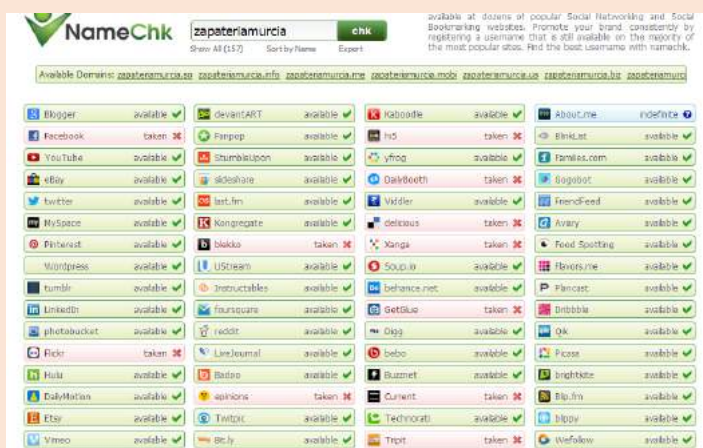 NameChk
zapateriamurcia
chk
Show All (157) Sort by Name Export
available at dozens of popular Social Networking and Social
Bookmarking websites. Promote your brand consistently by
registering a username that is still available on the majority of
the most popular sites. Find the best username with namechk.
Available Domains: zapateriamurcia.so zapateriamurcia.info zapateriamurcia.me zapateriamurcia.mobi zapateriamurcia.us zapateriamurcia.biz zapateriamurc
Blogger available devantART available Kaboodle available About.me indefinite
Facebook taken Fanpop available hi5 taken BlinkList available
YouTube available StumbleUpon available yfrog available Families.com available
eBay available slideshare available DailyBooth taken Gogobot available
twitter available last.fm available Viddler available FriendFeed available
MySpace available Kongregate available delicious taken Aviary available
Pinterest available blekko taken Xanga taken Food Spotting available
Wordpress available UStream available Soup.io available Flavors.me available
tumblr available Instructables available behance.net available Plancast available
LinkedIn available foursquare available GetGlue taken Dribbble available
photobucket available reddit available Digg available Qik available
Flickr taken LiveJournal available bebo available Picasa available
Hulu available Badoo available Buzznet available brightkite available
DailyMotion available epinions taken Current taken Blip.fm available
Etsy available Twitpic available Technorati available blippy available
Vimeo available Bit.ly available Tripit taken Wefollow available